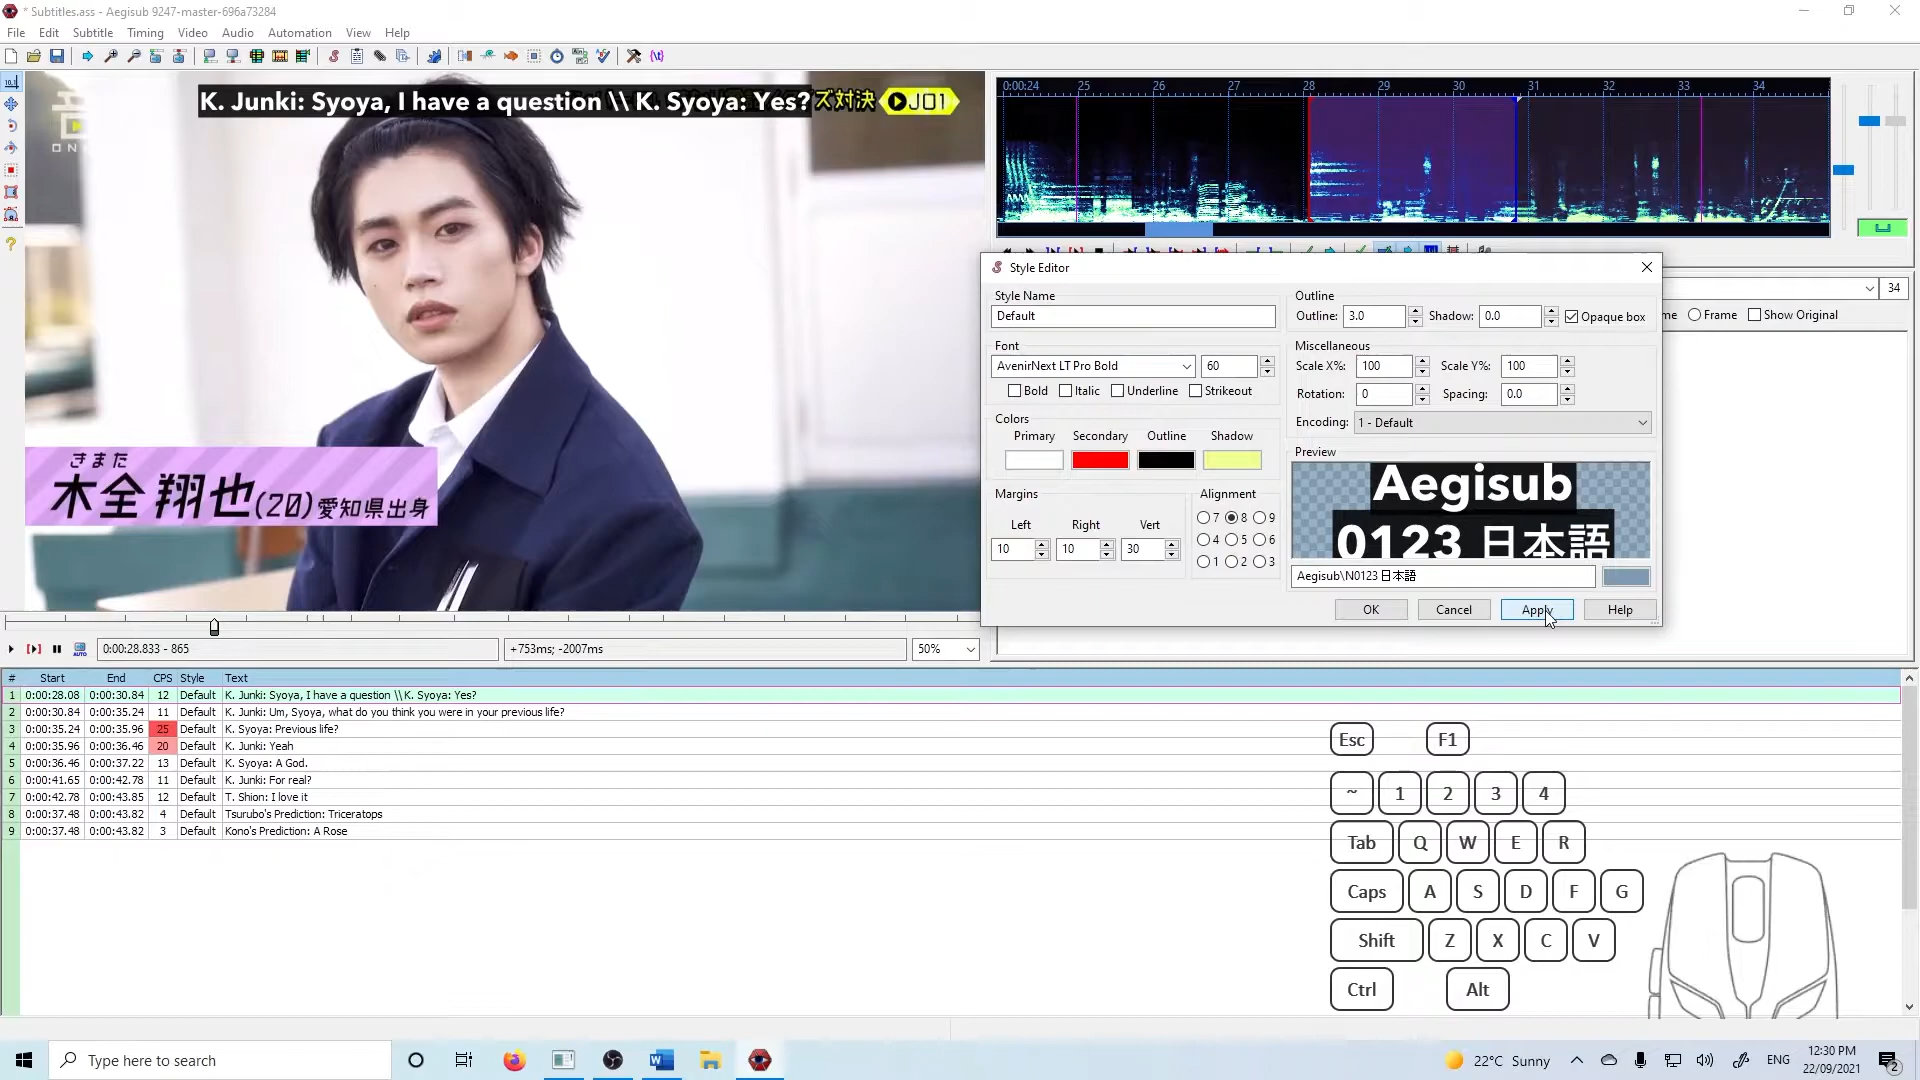 * Subtitles.ass - Aegisub 9247-master-696a73284
File Edit Subtitle Timing Video Audio Automation View Help
K. Junki: Syoya, I have a question \\ K. Syoya: Yes?
ズ対決
JO1
きまた
木全 翔也(20)愛知県出身
0:00:24 25 26 27 28 29 30 31 32 33 34
34
Frame Show Original
Style Editor
Style Name
Default
Font
AvenirNext LT Pro Bold 60
Bold Italic Underline Strikeout
Colors
Primary Secondary Outline Shadow
Margins
Left Right Vert
10 10 30
Alignment
7 8 9
4 5 6
1 2 3
Outline
Outline: 3.0 Shadow: 0.0 Opaque box
Miscellaneous
Scale X%: 100 Scale Y%: 100
Rotation: 0 Spacing: 0.0
Encoding: 1 - Default
Preview
Aegisub
0123 日本語
Aegisub\N0123 日本語
OK Cancel Apply Help
0:00:28.833 - 865 +753ms; -2007ms 50%
# Start End CPS Style Text
1 0:00:28.08 0:00:30.84 12 Default K. Junki: Syoya, I have a question \\ K. Syoya: Yes?
2 0:00:30.84 0:00:35.24 11 Default K. Junki: Um, Syoya, what do you think you were in your previous life?
3 0:00:35.24 0:00:35.96 25 Default K. Syoya: Previous life?
4 0:00:35.96 0:00:36.46 20 Default K. Junki: Yeah
5 0:00:36.46 0:00:37.22 13 Default K. Syoya: A God.
6 0:00:41.65 0:00:42.78 11 Default K. Junki: For real?
7 0:00:42.78 0:00:43.85 12 Default T. Shion: I love it
8 0:00:37.48 0:00:43.82 4 Default Tsurubo's Prediction: Triceratops
9 0:00:37.48 0:00:43.82 3 Default Kono's Prediction: A Rose
Esc F1
~ 1 2 3 4
Tab Q W E R
Caps A S D F G
Shift Z X C V
Ctrl Alt
Type here to search
22°C Sunny
ENG
12:30 PM
22/09/2021
2